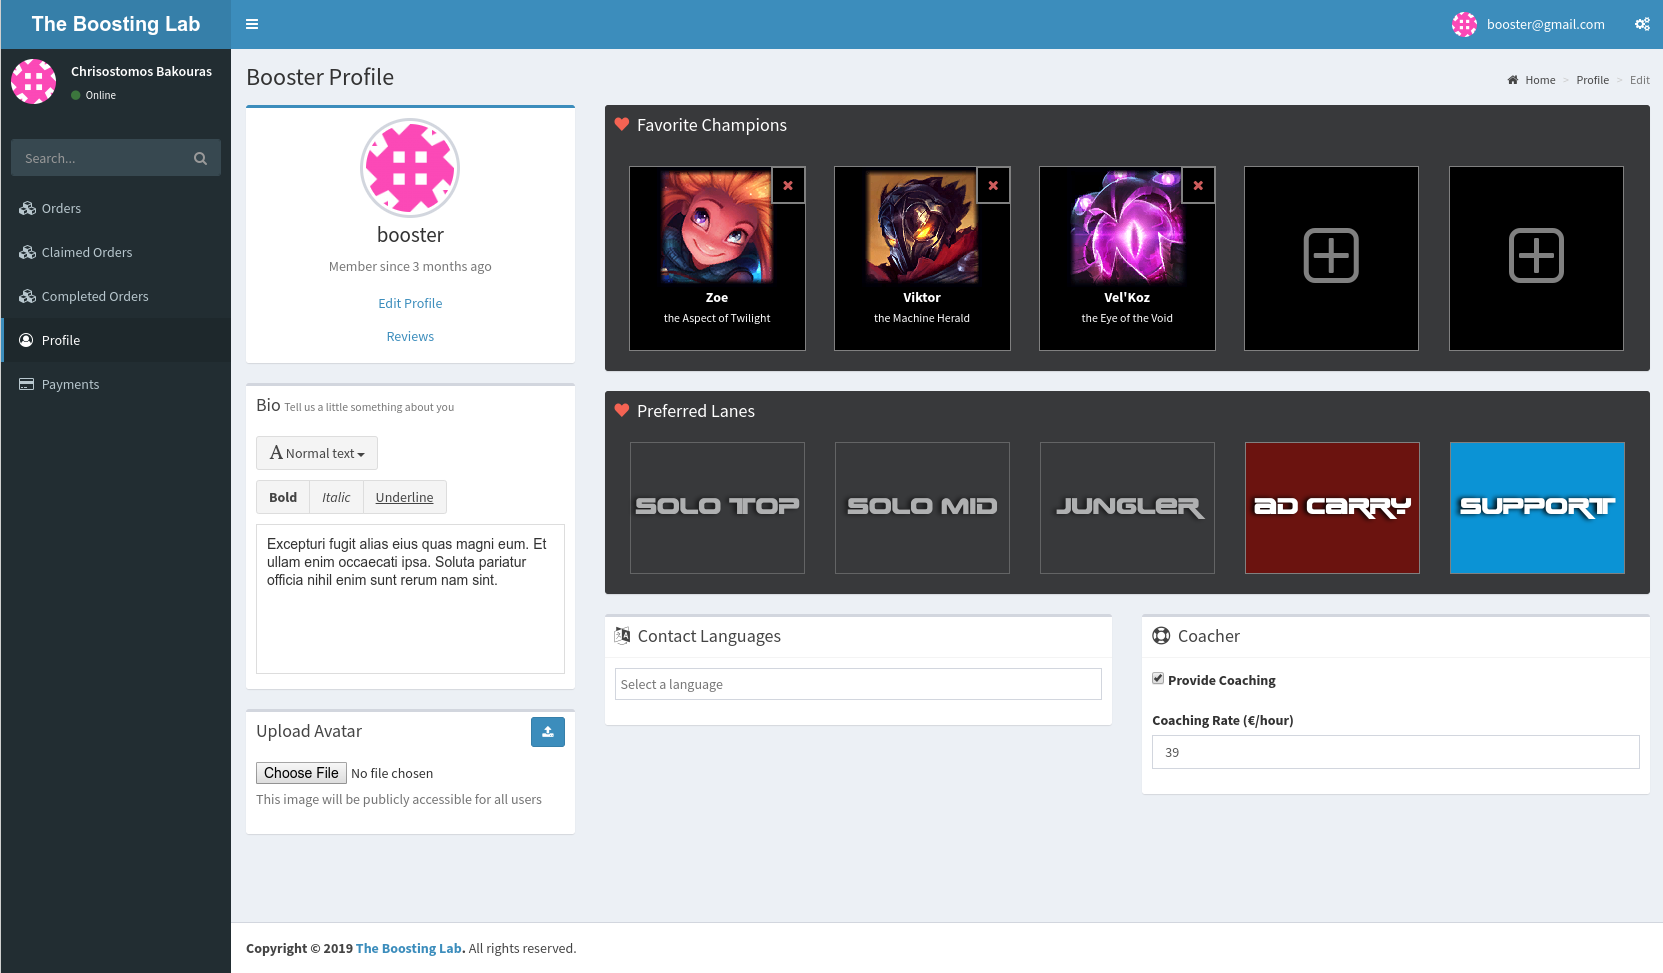 The Boosting Lab
booster@gmail.com
Chrisostomos Bakouras
Online
Search...
Orders
Claimed Orders
Completed Orders
Profile
Payments
Booster Profile
Home > Profile > Edit
booster
Member since 3 months ago
Edit Profile
Reviews
Bio Tell us a little something about you
A Normal text
Bold Italic Underline
Excepturi fugit alias eius quas magni eum. Et
ullam enim occaecati ipsa. Soluta pariatur
officia nihil enim sunt rerum nam sint.
Upload Avatar
Choose File No file chosen
This image will be publicly accessible for all users
Favorite Champions
Zoe
the Aspect of Twilight
Viktor
the Machine Herald
Vel'Koz
the Eye of the Void
Preferred Lanes
SOLO TOP
SOLO MID
JUNGLER
AD CARRY
SUPPORT
Contact Languages
Select a language
Coacher
Provide Coaching
Coaching Rate (€/hour)
39
Copyright © 2019 The Boosting Lab. All rights reserved.